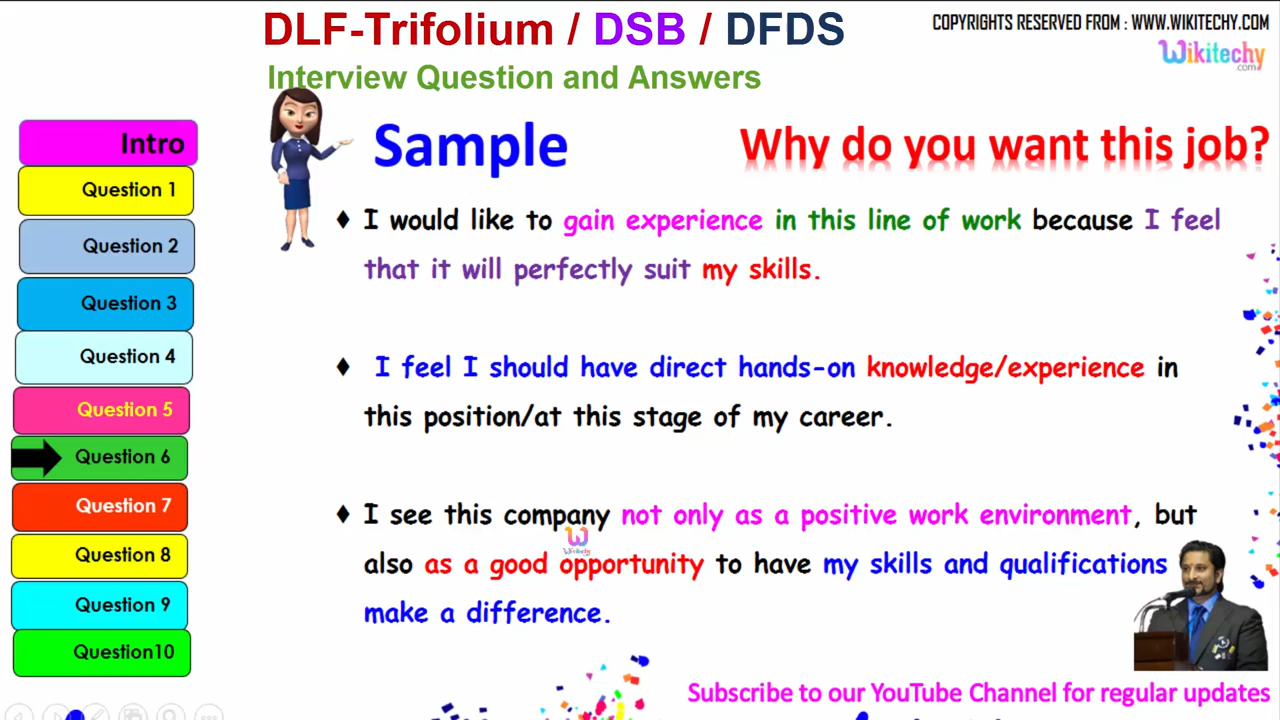 DLF-Trifolium / DSB / DFDS
COPYRIGHTS RESERVED FROM : WWW.WIKITECHY.COM
Wikitechy
.com
Interview Question and Answers
Sample
Why do you want this job?
Intro
Question 1
Question 2
Question 3
Question 4
Question 5
Question 6
Question 7
Question 8
Question 9
Question10
♦ I would like to gain experience in this line of work because I feel
that it will perfectly suit my skills.
♦ I feel I should have direct hands-on knowledge/experience in
this position/at this stage of my career.
♦ I see this company not only as a positive work environment, but
also as a good opportunity to have my skills and qualifications
make a difference.
W
Wikitechy
Subscribe to our YouTube Channel for regular updates